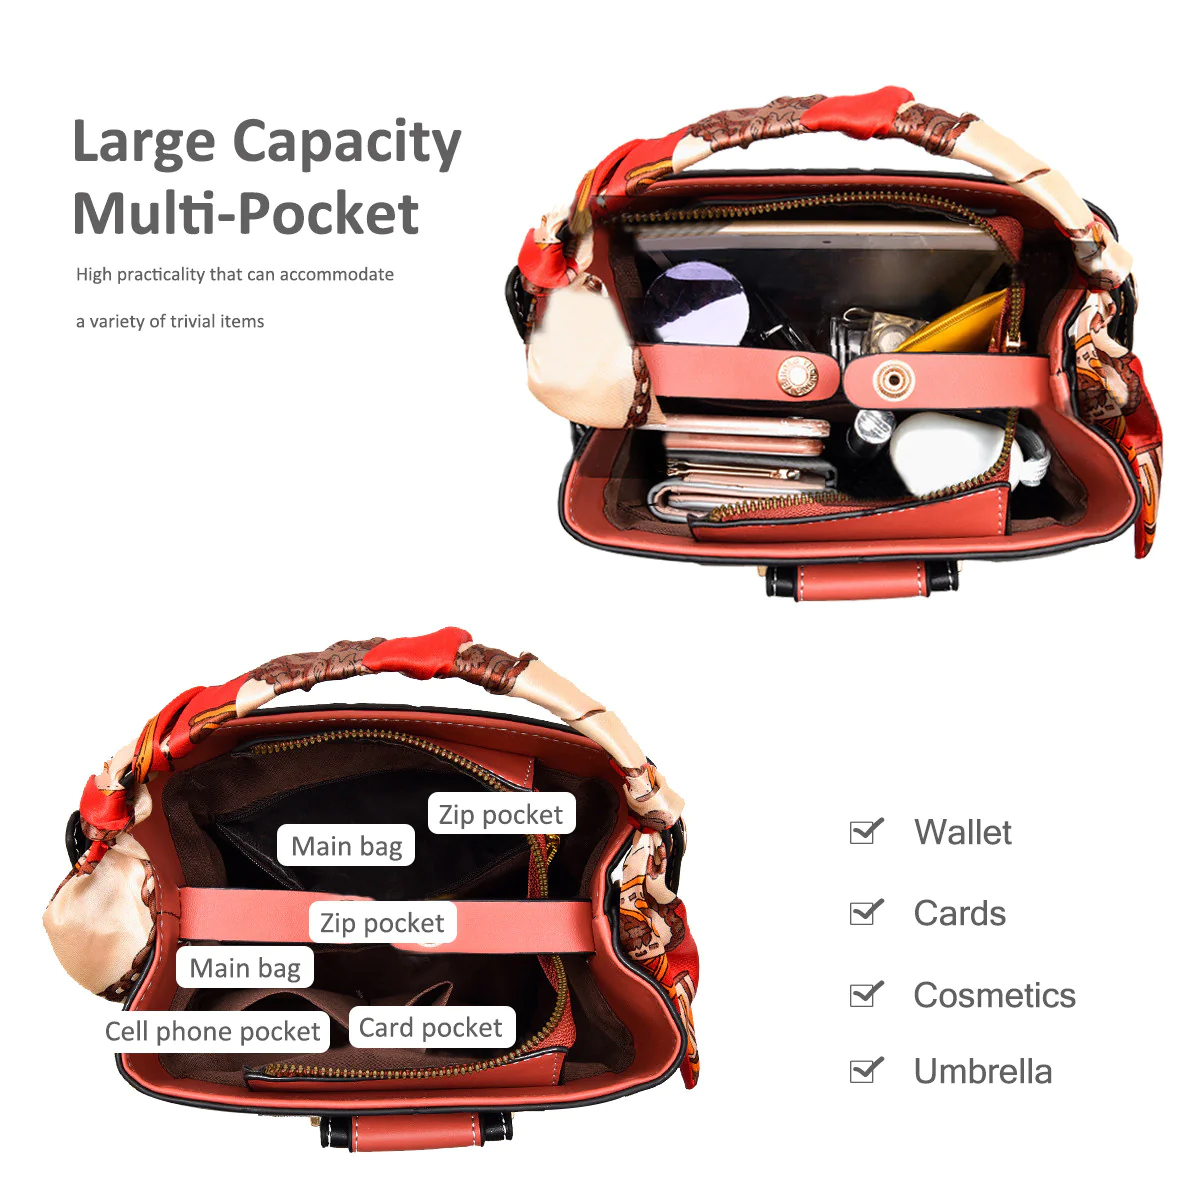 Large Capacity
Multi-Pocket
High practicality that can accommodate
a variety of trivial items
Zip pocket
Main bag
Zip pocket
Main bag
Cell phone pocket
Card pocket
Wallet
Cards
Cosmetics
Umbrella